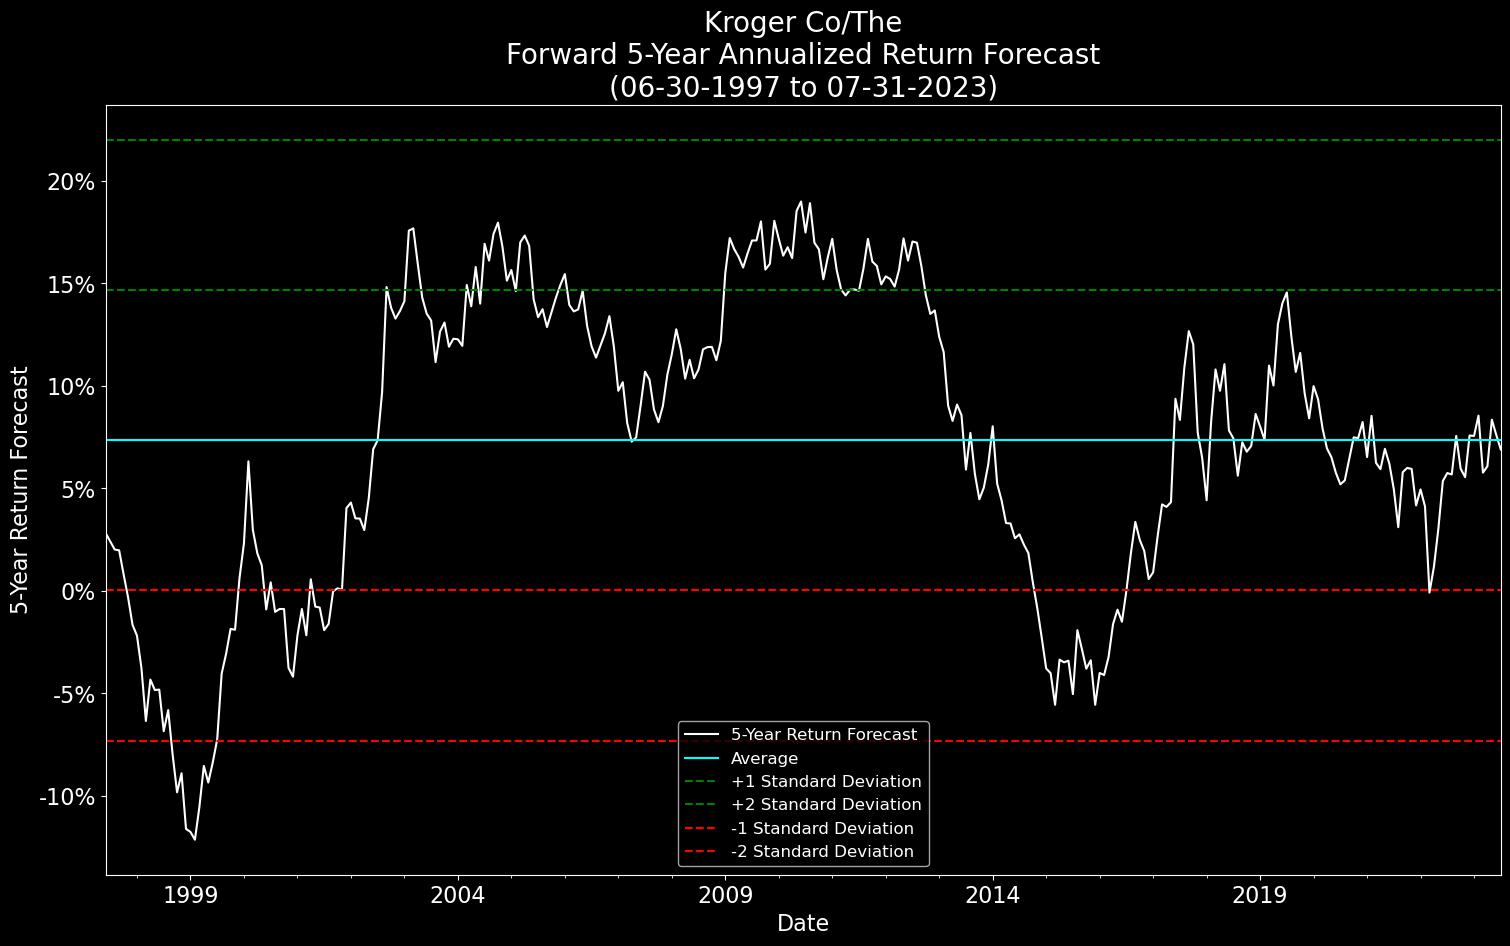 Kroger Co/The
Forward 5-Year Annualized Return Forecast
(06-30-1997 to 07-31-2023)
5-Year Return Forecast
20%
15%
10%
5%
0%
-5%
-10%
5-Year Return Forecast
Average
+1 Standard Deviation
+2 Standard Deviation
-1 Standard Deviation
-2 Standard Deviation
1999
2004
2009
2014
2019
Date